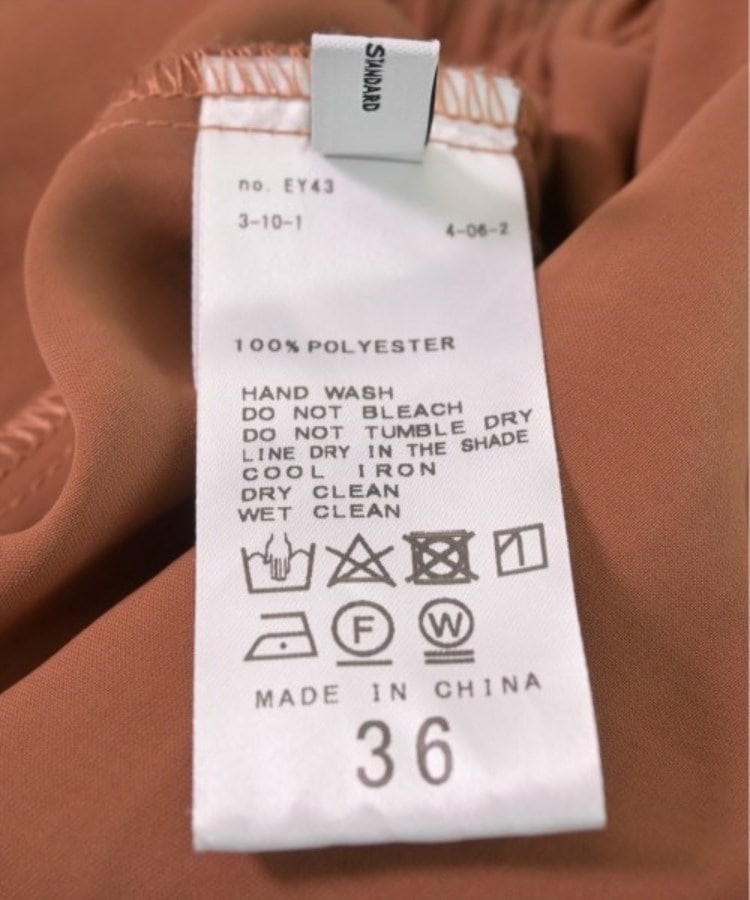 STANDARD
no. EY43
3-10-1
4-06-2
100% POLYESTER
HAND WASH
DO NOT BLEACH
DO NOT TUMBLE DRY
LINE DRY IN THE SHADE
COOL IRON
DRY CLEAN
WET CLEAN
F W
MADE IN CHINA
36